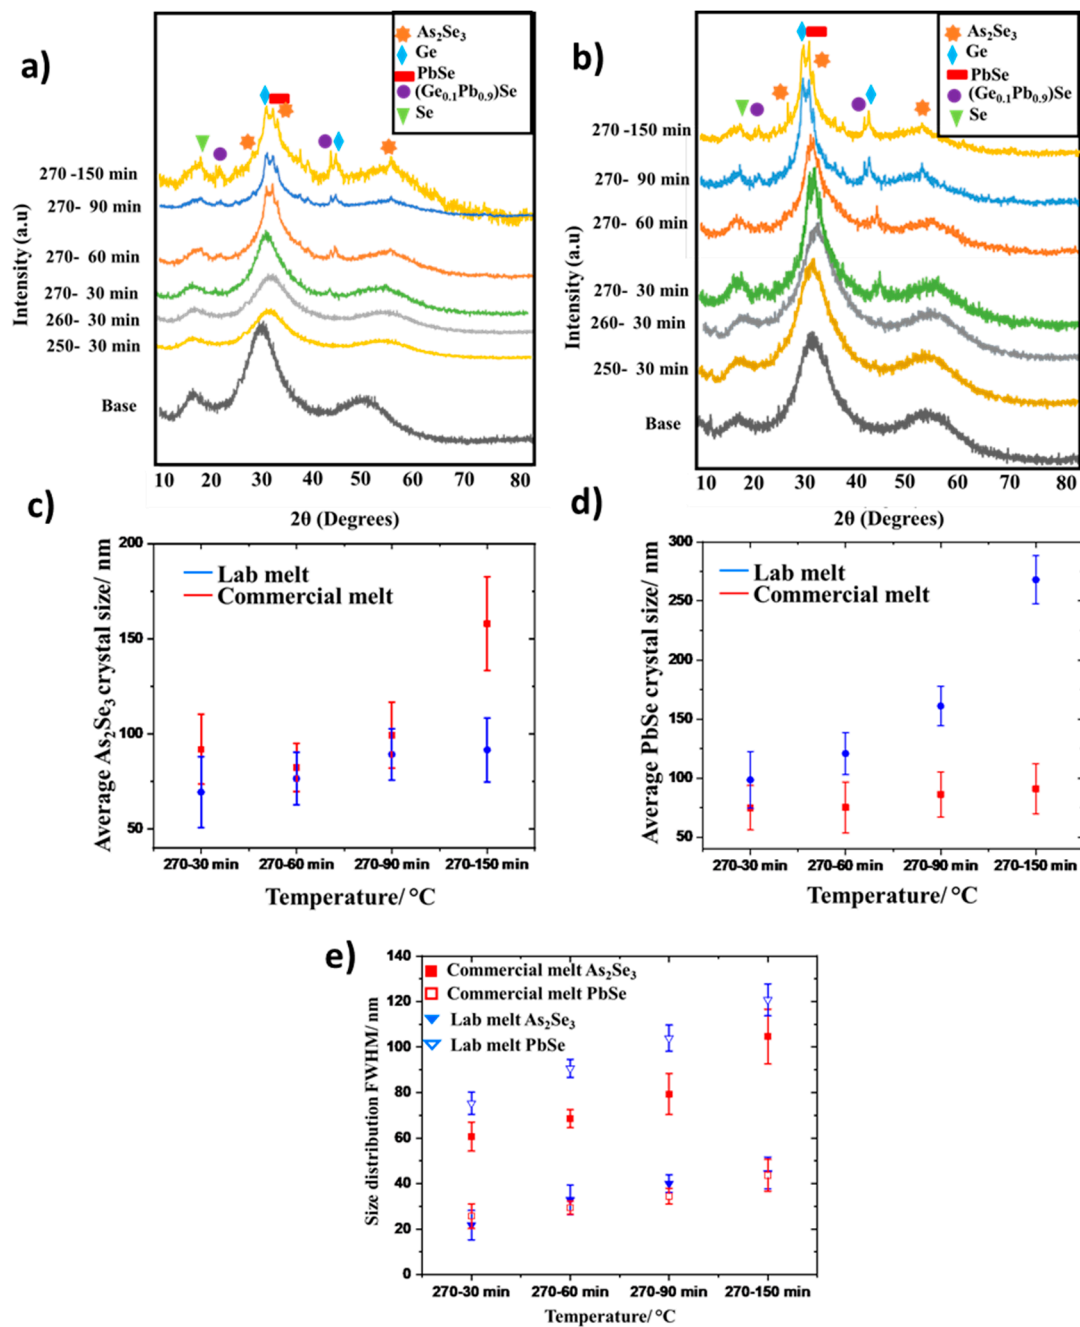 a)
As₂Se₃
Ge
PbSe
(Ge₀.₁Pb₀.₉)Se
Se
270 -150 min
270- 90 min
270- 60 min
270- 30 min
260- 30 min
250- 30 min
Base
Intensity (a.u)
10 20 30 40 50 60 70 80
2θ (Degrees)
b)
As₂Se₃
Ge
PbSe
(Ge₀.₁Pb₀.₉)Se
Se
270 -150 min
270- 90 min
270- 60 min
270- 30 min
260- 30 min
250- 30 min
Base
Intensity (a.u)
10 20 30 40 50 60 70 80
2θ (Degrees)
c)
200
150
100
50
Average As₂Se₃ crystal size/ nm
Lab melt
Commercial melt
270-30 min 270-60 min 270-90 min 270-150 min
Temperature/ °C
d)
300
250
200
150
100
50
Average PbSe crystal size/ nm
Lab melt
Commercial melt
270-30 min 270-60 min 270-90 min 270-150 min
Temperature/ °C
e)
140
120
100
80
60
40
20
0
Size distribution FWHM/ nm
Commercial melt As₂Se₃
Commercial melt PbSe
Lab melt As₂Se₃
Lab melt PbSe
270-30 min 270-60 min 270-90 min 270-150 min
Temperature/ °C